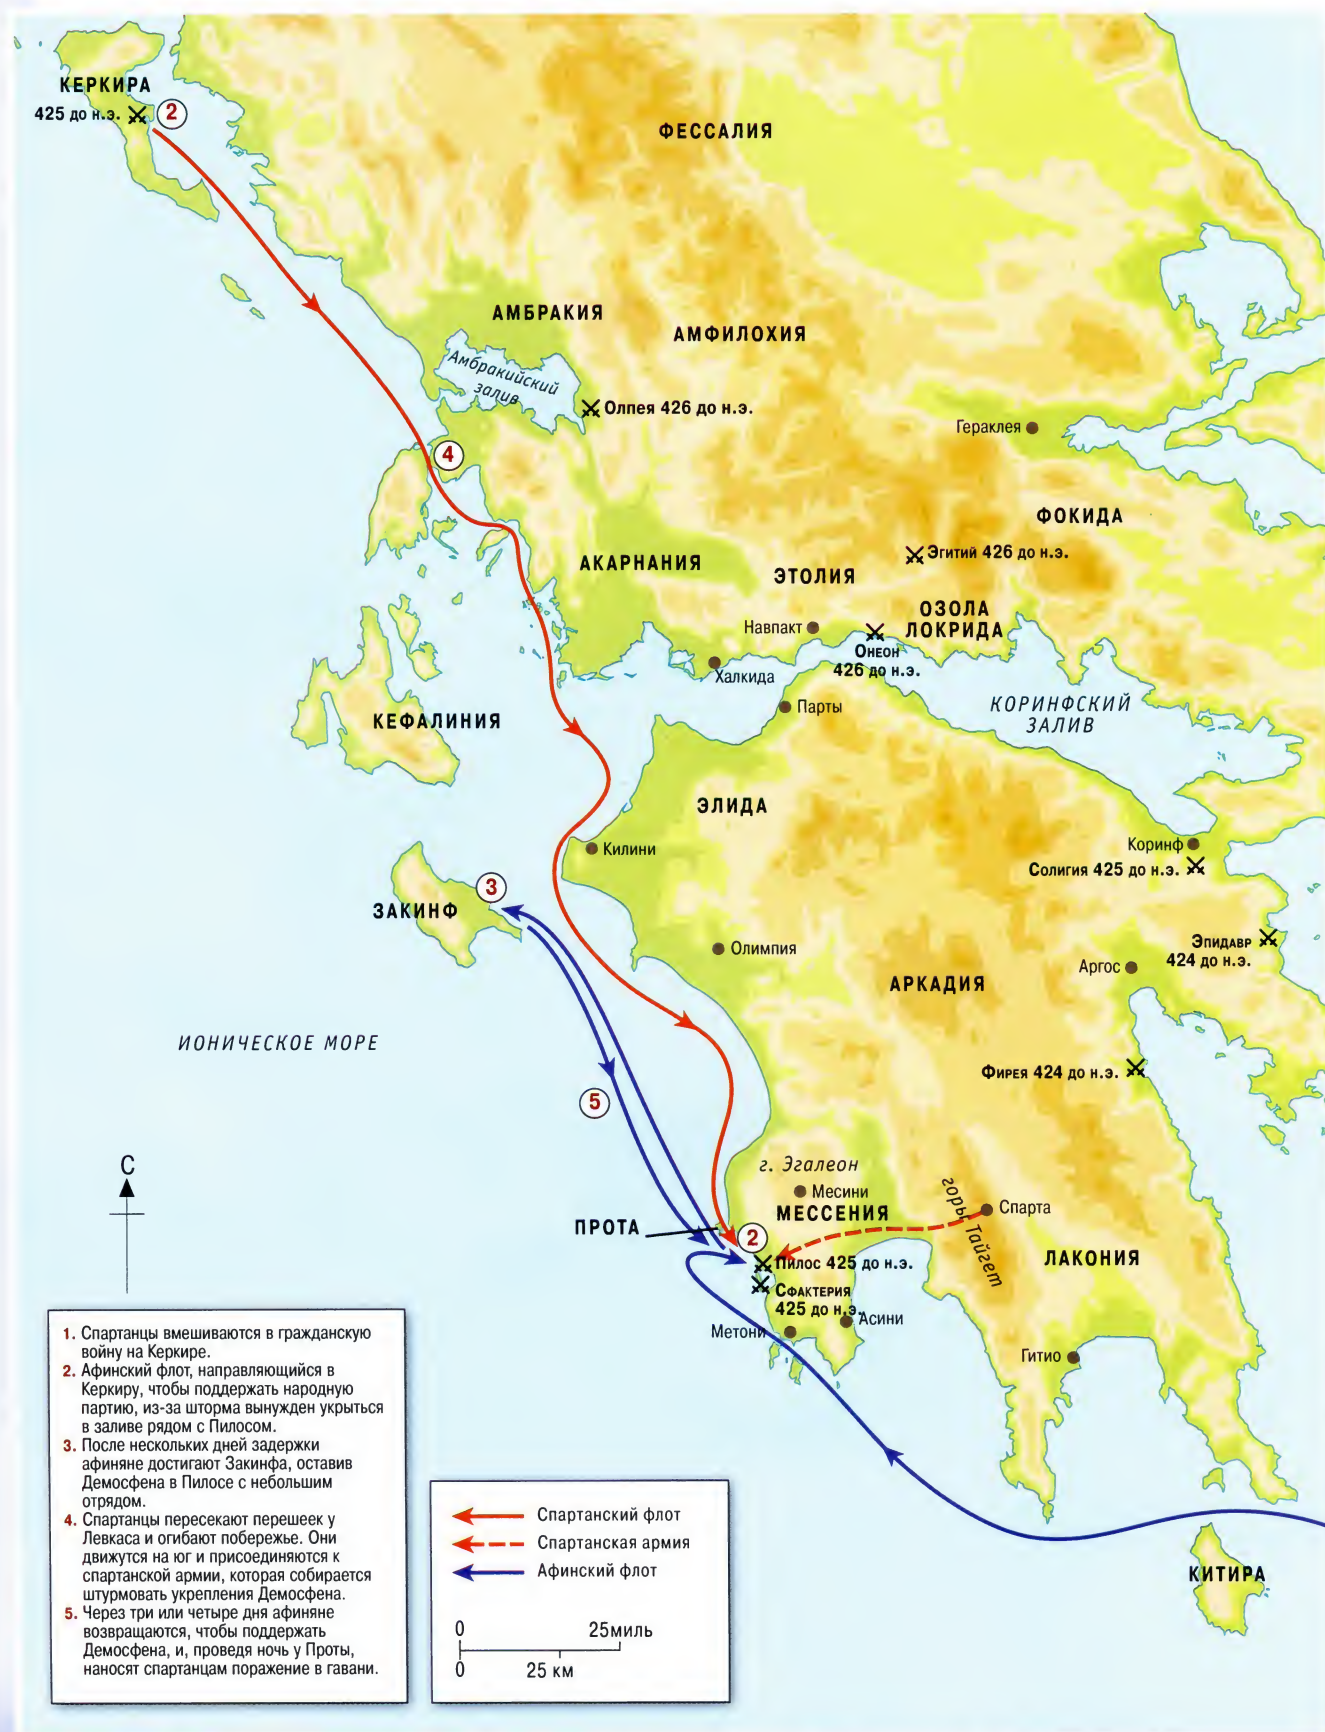 КЕРКИРА
425 до н.э.
2
ФЕССАЛИЯ
АМБРАКИЯ
АМФИЛОХИЯ
Амбракийский
залив
Олпея 426 до н.э.
Гераклея
4
ФОКИДА
Эгитий 426 до н.э.
АКАРНАНИЯ
ЭТОЛИЯ
ОЗОЛА
ЛОКРИДА
Навпакт
Онеон
426 до н.э.
Халкида
Парты
КОРИНФСКИЙ
ЗАЛИВ
КЕФАЛИНИЯ
ЭЛИДА
Килини
Коринф
Солигия 425 до н.э.
3
ЗАКИНФ
Олимпия
Эпидавр
424 до н.э.
Аргос
АРКАДИЯ
ИОНИЧЕСКОЕ МОРЕ
Фирея 424 до н.э.
5
С
г. Эгалеон
Месини
МЕССЕНИЯ
горы Тайгет
Спарта
ПРОТА
2
Пилос 425 до н.э.
ЛАКОНИЯ
Сфактерия
425 до н.э.
Асини
Метони
Гитио
КИТИРА
1. Спартанцы вмешиваются в гражданскую
войну на Керкире.
2. Афинский флот, направляющийся в
Керкиру, чтобы поддержать народную
партию, из-за шторма вынужден укрыться
в заливе рядом с Пилосом.
3. После нескольких дней задержки
афиняне достигают Закинфа, оставив
Демосфена в Пилосе с небольшим
отрядом.
4. Спартанцы пересекают перешеек у
Левкаса и огибают побережье. Они
движутся на юг и присоединяются к
спартанской армии, которая собирается
штурмовать укрепления Демосфена.
5. Через три или четыре дня афиняне
возвращаются, чтобы поддержать
Демосфена, и, проведя ночь у Проты,
наносят спартанцам поражение в гавани.
Спартанский флот
Спартанская армия
Афинский флот
0 25миль
0 25 км